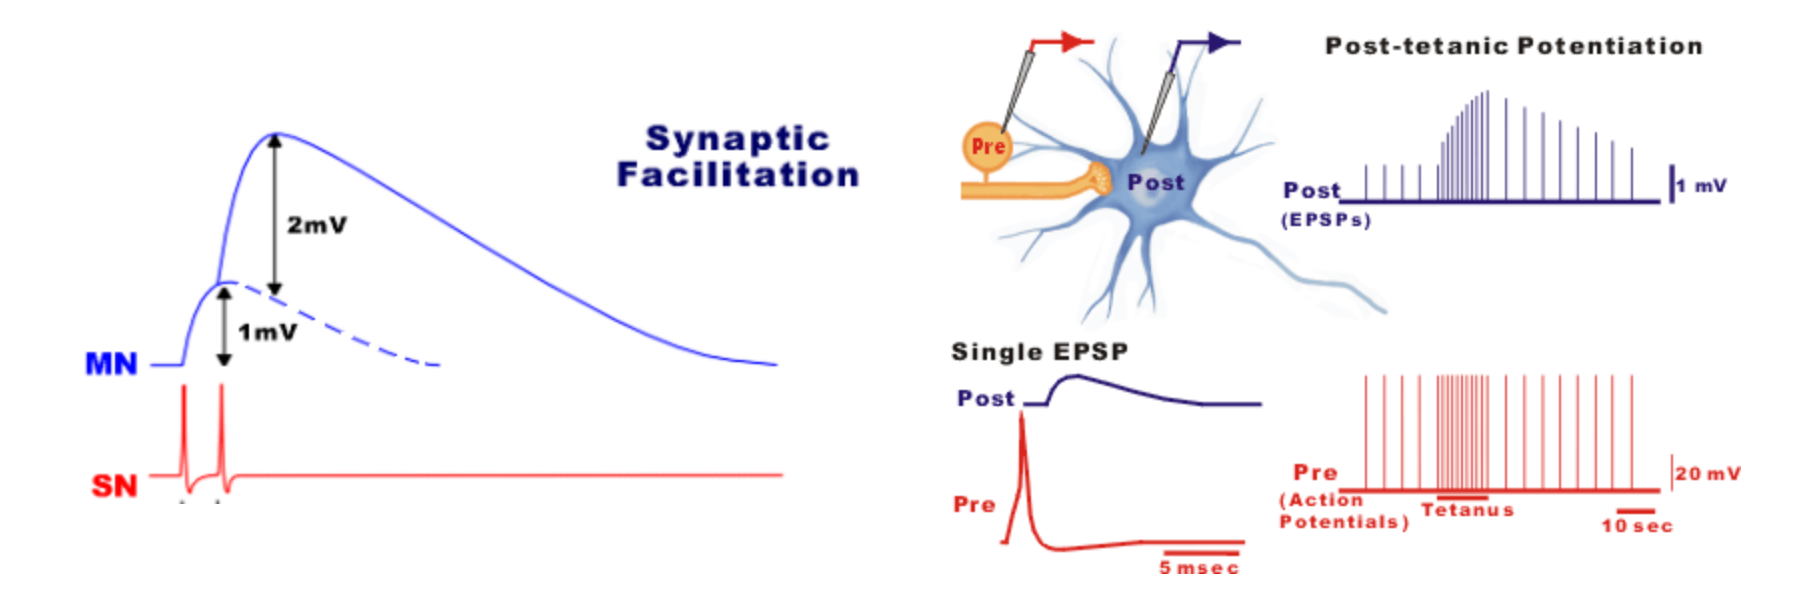 Synaptic
Facilitation
2mV
1mV
MN
SN
Post-tetanic Potentiation
Pre
Post
Post
(EPSPs)
1 mV
Single EPSP
Post
Pre
5 msec
Pre
(Action
Potentials)
Tetanus
20 mV
10 sec